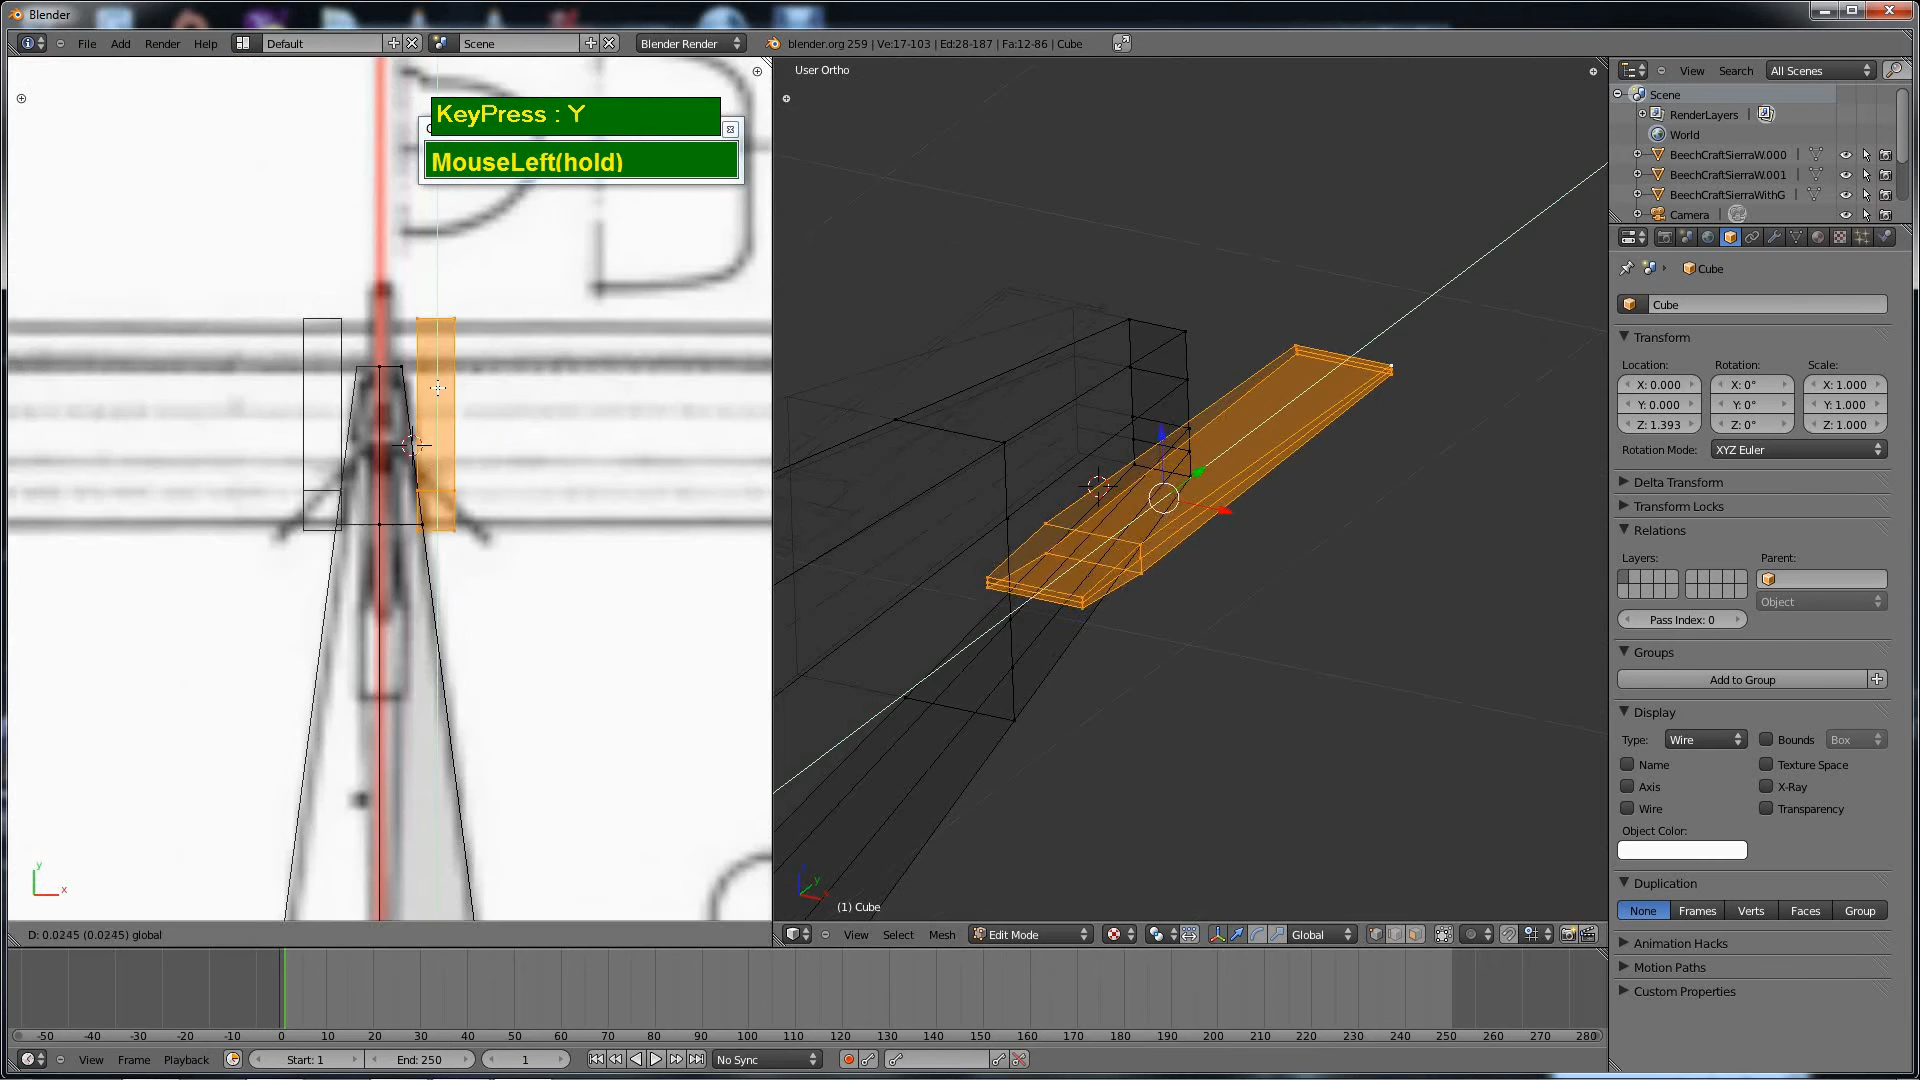 Blender
File Add Render Help Default Scene Blender Render blender.org 259 | Ve:17-103 | Ed:28-187 | Fa:12-86 | Cube
KeyPress : Y
MouseLeft(hold)
User Ortho
View Search All Scenes
Scene
RenderLayers |
World
BeechCraftSierraW.000
BeechCraftSierraW.001
BeechCraftSierraWithG
Camera |
Cube
Cube
Transform
Location: Rotation: Scale:
X: 0.000 X: 0° X: 1.000
Y: 0.000 Y: 0° Y: 1.000
Z: 1.393 Z: 0° Z: 1.000
Rotation Mode: XYZ Euler
Delta Transform
Transform Locks
Relations
Layers: Parent:
Object
Pass Index: 0
Groups
Add to Group
Display
Type: Wire Bounds Box
Name Texture Space
Axis X-Ray
Wire Transparency
Object Color:
Duplication
None Frames Verts Faces Group
Animation Hacks
Motion Paths
Custom Properties
y
x
y
(1) Cube
D: 0.0245 (0.0245) global
View Select Mesh Edit Mode Global
-50 -40 -30 -20 -10 0 10 20 30 40 50 60 70 80 90 100 110 120 130 140 150 160 170 180 190 200 210 220 230 240 250 260 270 280
View Frame Playback Start: 1 End: 250 1 No Sync